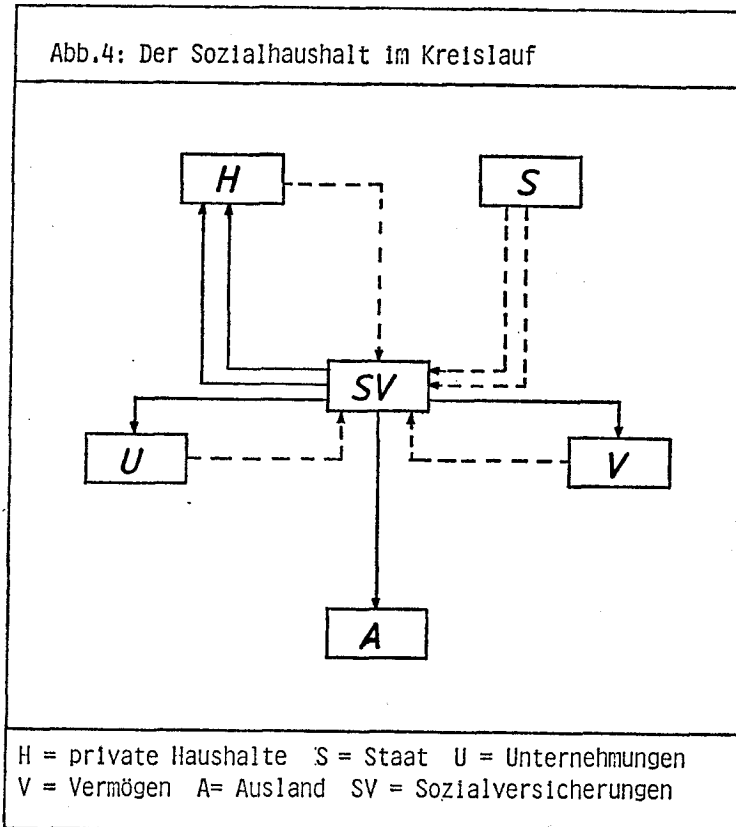 Abb.4: Der Sozialhaushalt im Kreislauf
H S
SV
U V
A
H = private Haushalte S = Staat U = Unternehmungen
V = Vermögen A= Ausland SV = Sozialversicherungen